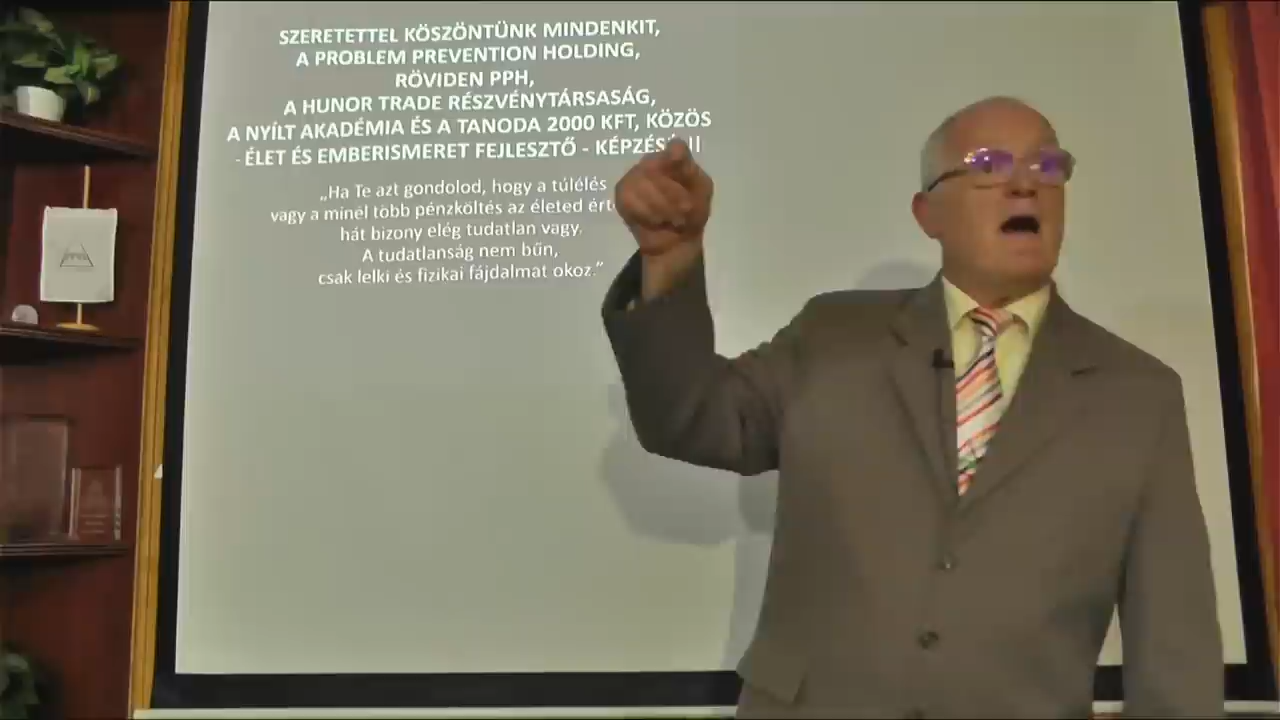 SZERETETTEL KÖSZÖNTÜNK MINDENKIT,
A PROBLEM PREVENTION HOLDING,
RÖVIDEN PPH,
A HUNOR TRADE RÉSZVÉNYTÁRSASÁG,
A NYÍLT AKADÉMIA ÉS A TANODA 2000 KFT, KÖZÖS
- ÉLET ÉS EMBERISMERET FEJLESZTŐ -
„Ha Te azt gondolod, hogy a túlélés
vagy a minél több pénzköltés az életed
hát bizony elég tudatlan vagy.
A tudatlanság nem bűn,
csak lelki és fizikai fájdalmat okoz.”